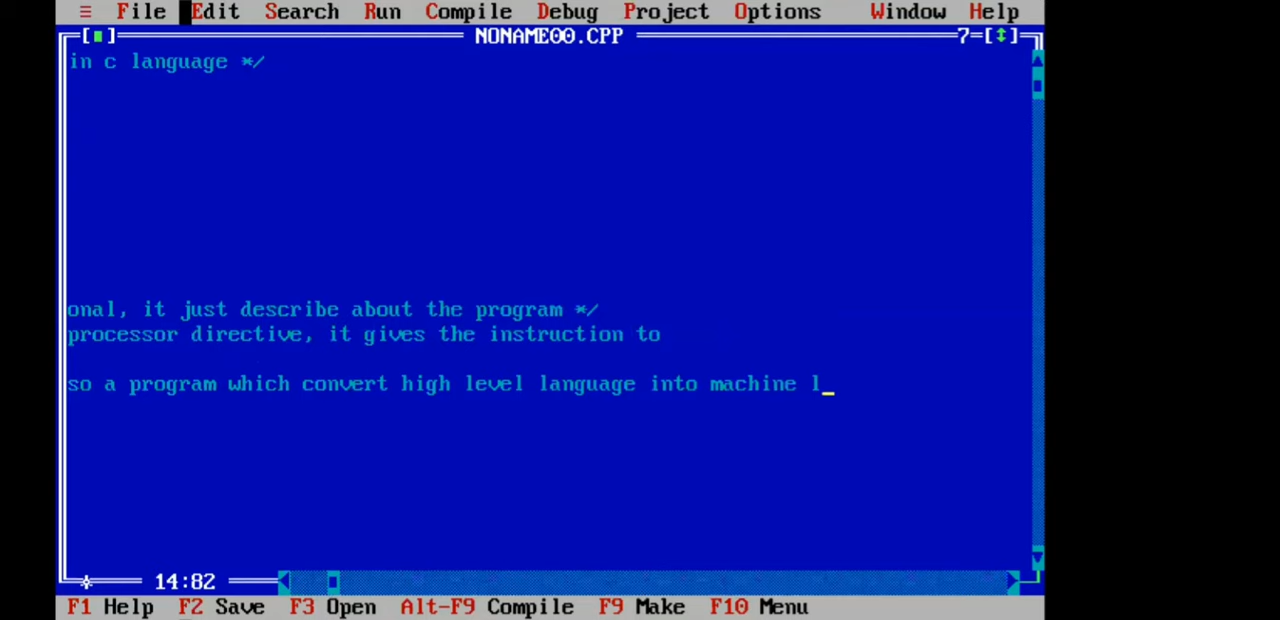 ≡ File Edit Search Run Compile Debug Project Options Window Help
[■] NONAME00.CPP 7=[↕]
in c language */
onal, it just describe about the program */
processor directive, it gives the instruction to
so a program which convert high level language into machine l_
14:82
F1 Help F2 Save F3 Open Alt-F9 Compile F9 Make F10 Menu